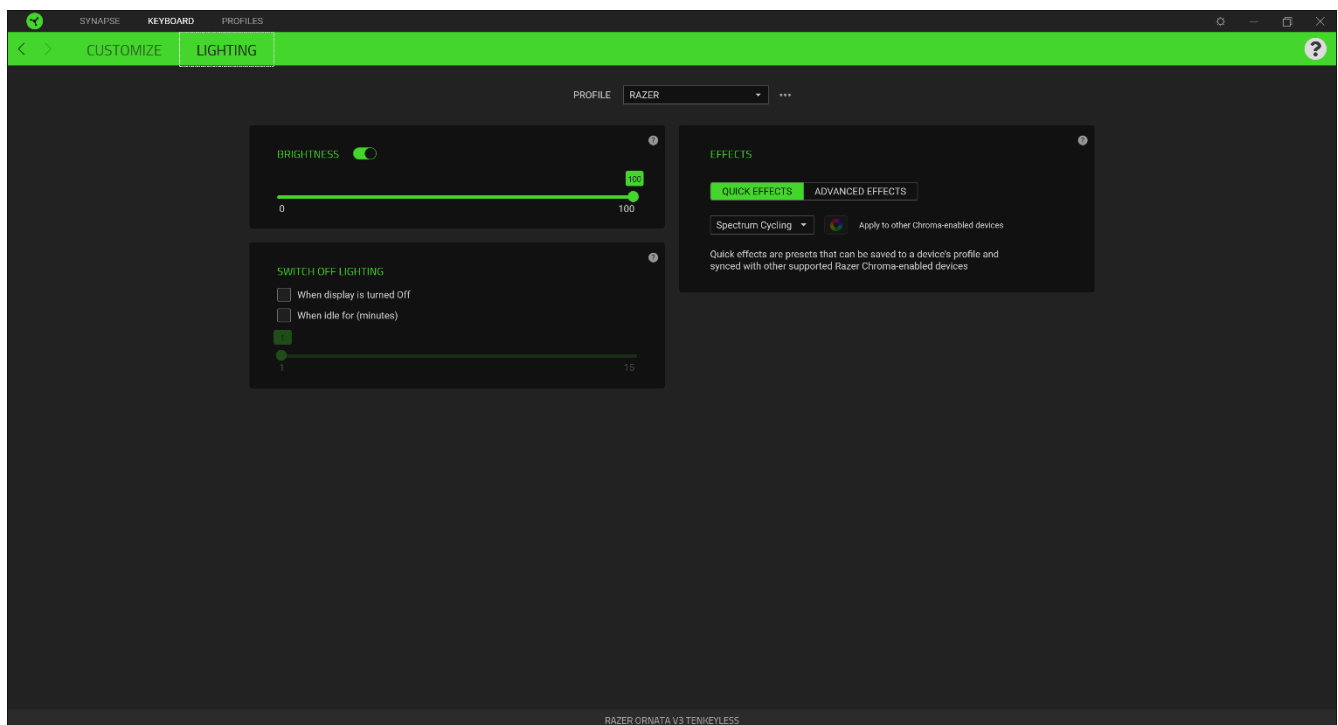 SYNAPSE KEYBOARD PROFILES
CUSTOMIZE LIGHTING ?
PROFILE RAZER
BRIGHTNESS ?
100
0 100
SWITCH OFF LIGHTING ?
When display is turned Off
When idle for (minutes)
1
1 15
EFFECTS ?
QUICK EFFECTS ADVANCED EFFECTS
Spectrum Cycling Apply to other Chroma-enabled devices
Quick effects are presets that can be saved to a device's profile and
synced with other supported Razer Chroma-enabled devices
RAZER ORNATA V3 TENKEYLESS